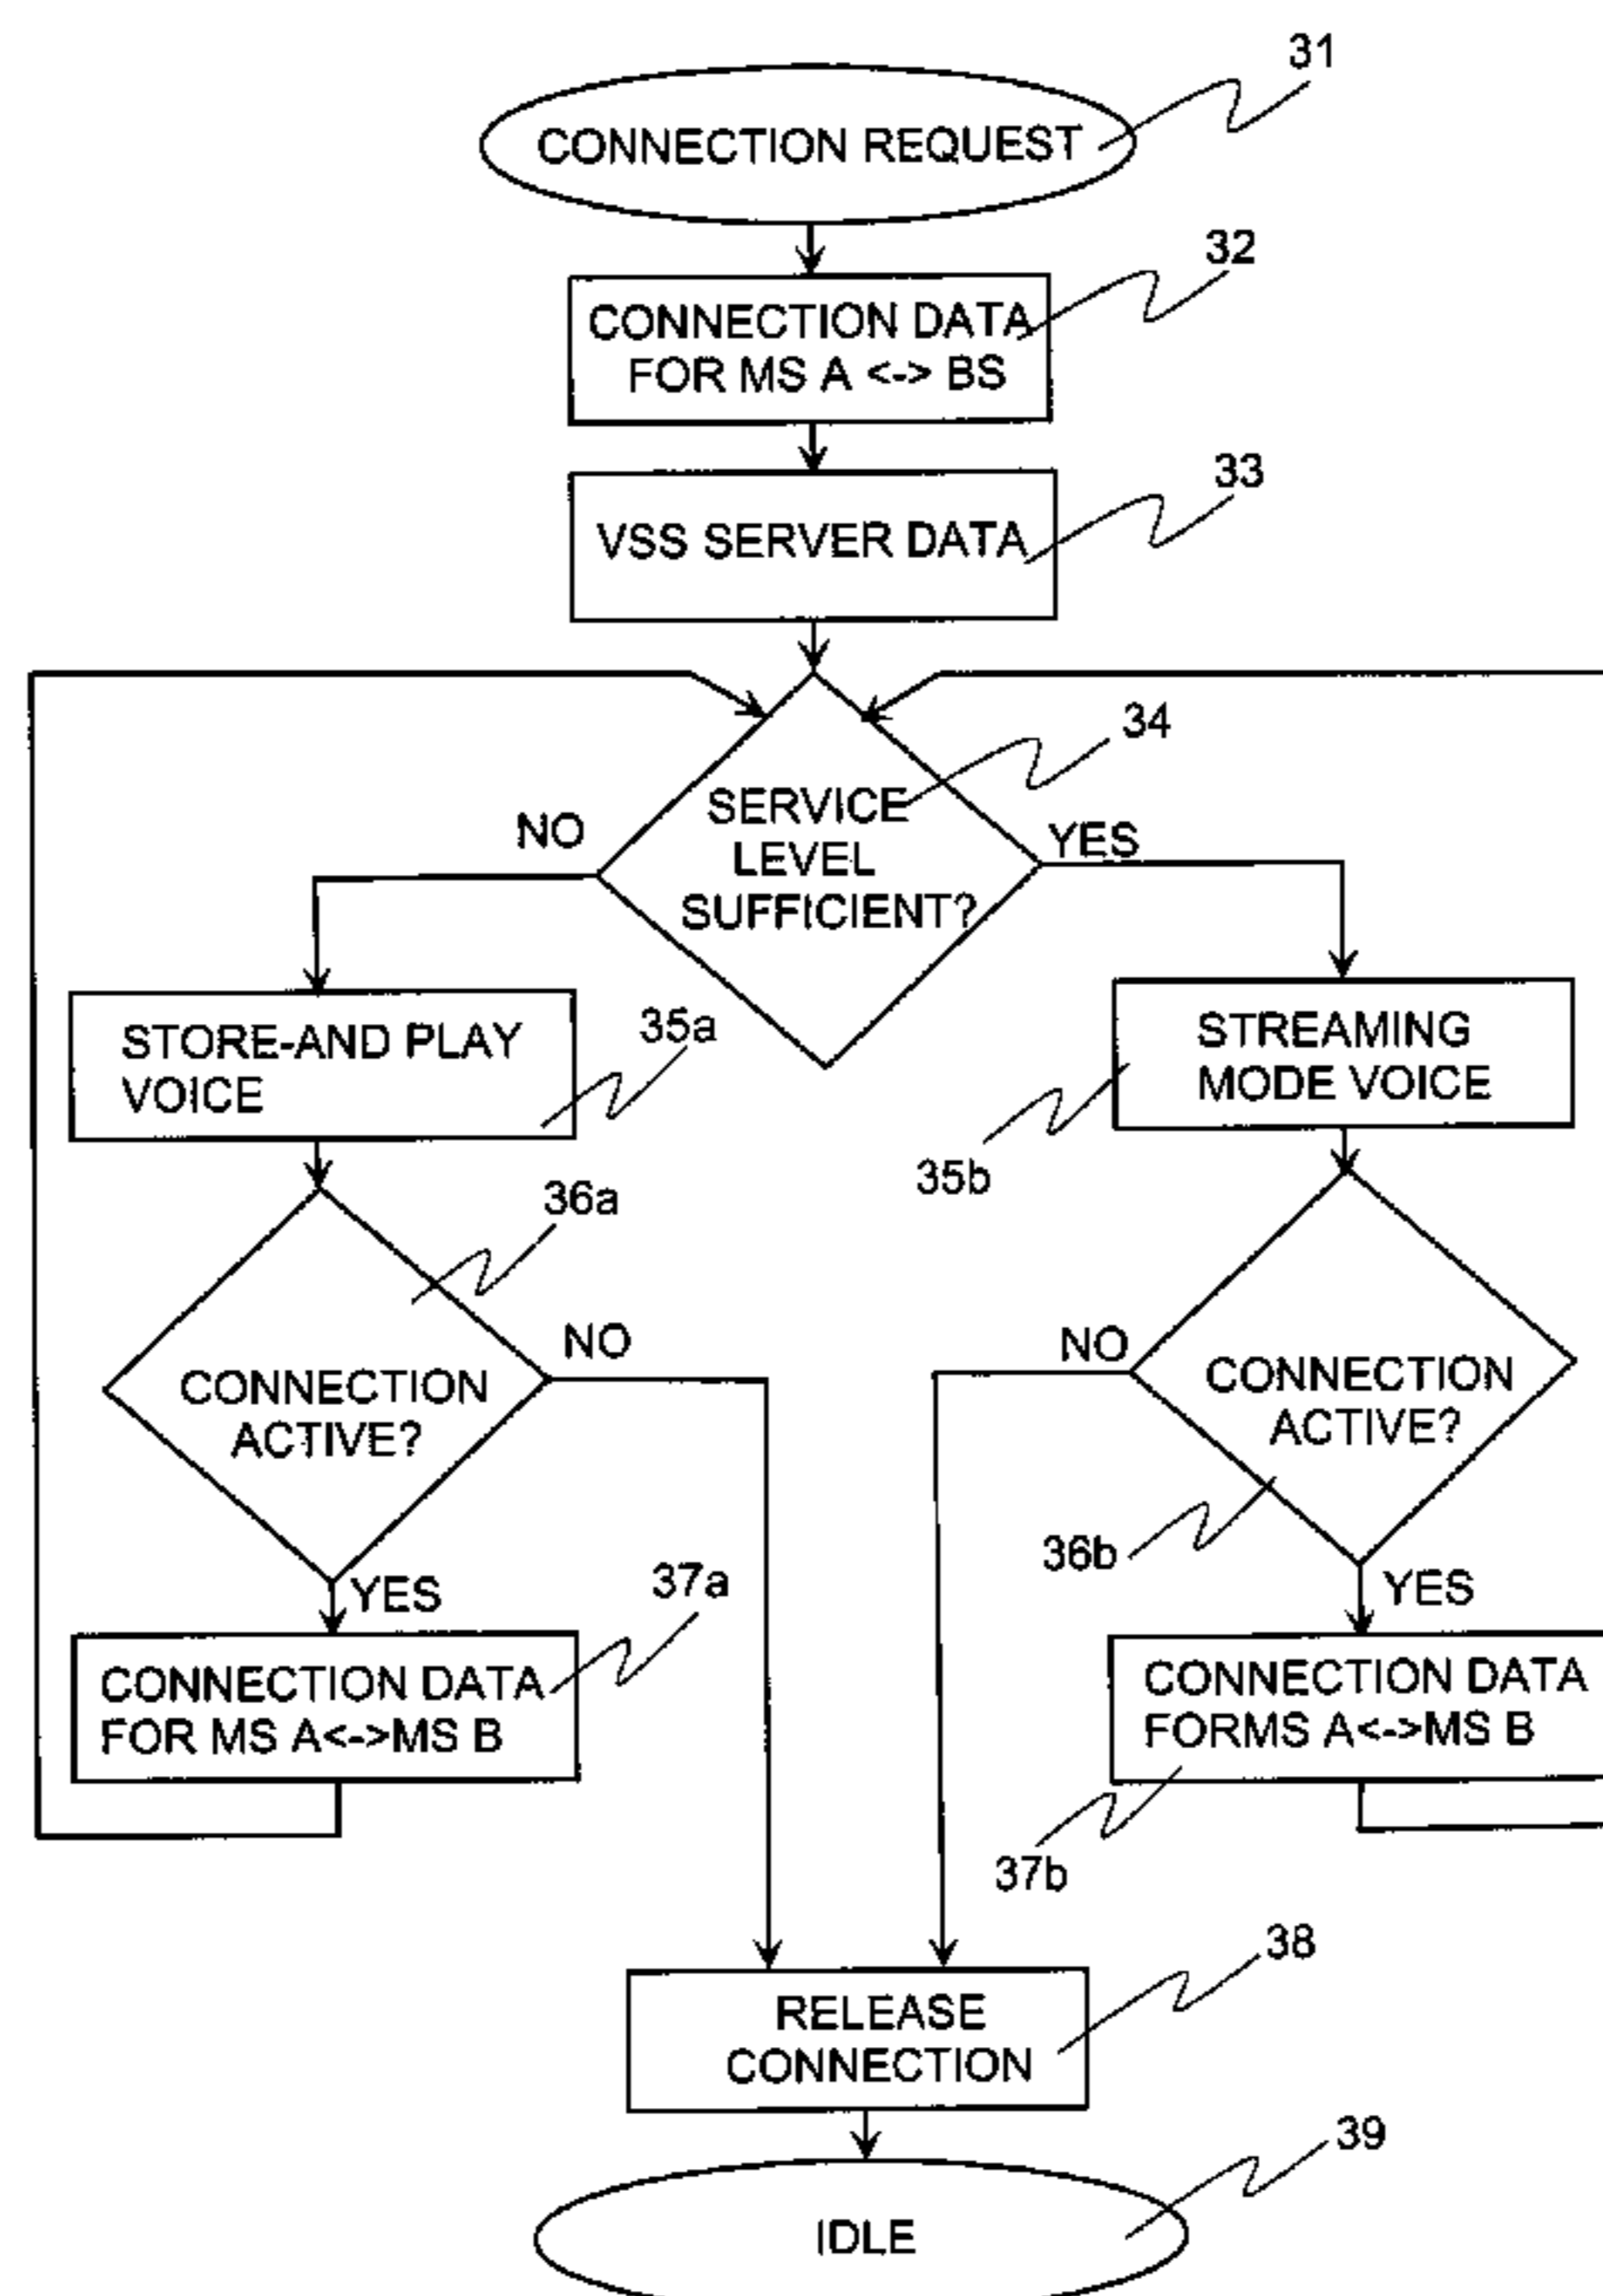 31
CONNECTION REQUEST
32
CONNECTION DATA
FOR MS A <-> BS
33
VSS SERVER DATA
34
SERVICE
LEVEL
SUFFICIENT?
NO
YES
STORE-AND PLAY
VOICE
35a
STREAMING
MODE VOICE
35b
36a
CONNECTION
ACTIVE?
NO
NO
CONNECTION
ACTIVE?
36b
YES
YES
37a
CONNECTION DATA
FOR MS A<->MS B
CONNECTION DATA
FORMS A<->MS B
37b
38
RELEASE
CONNECTION
39
IDLE